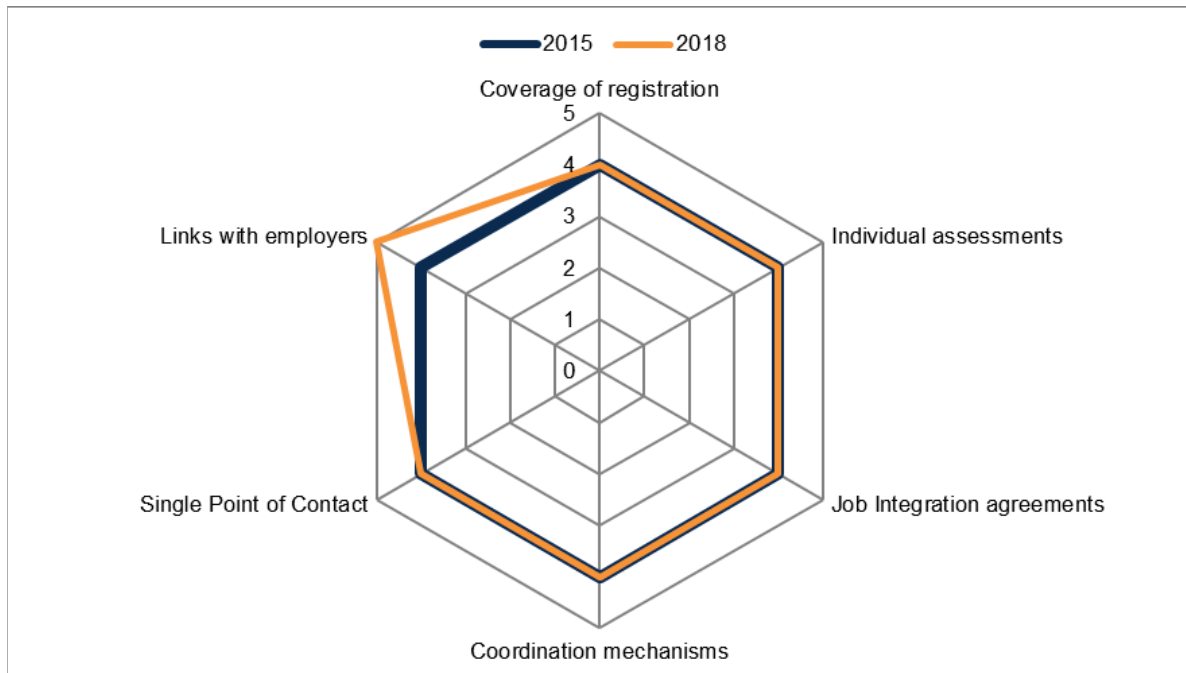 2015 2018
Coverage of registration
5
4
3
2
1
0
Links with employers
Individual assessments
Single Point of Contact
Job Integration agreements
Coordination mechanisms